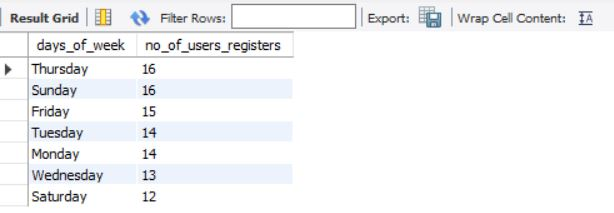 Result Grid Filter Rows: Export: Wrap Cell Content: IA
days_of_week no_of_users_registers
Thursday 16
Sunday 16
Friday 15
Tuesday 14
Monday 14
Wednesday 13
Saturday 12